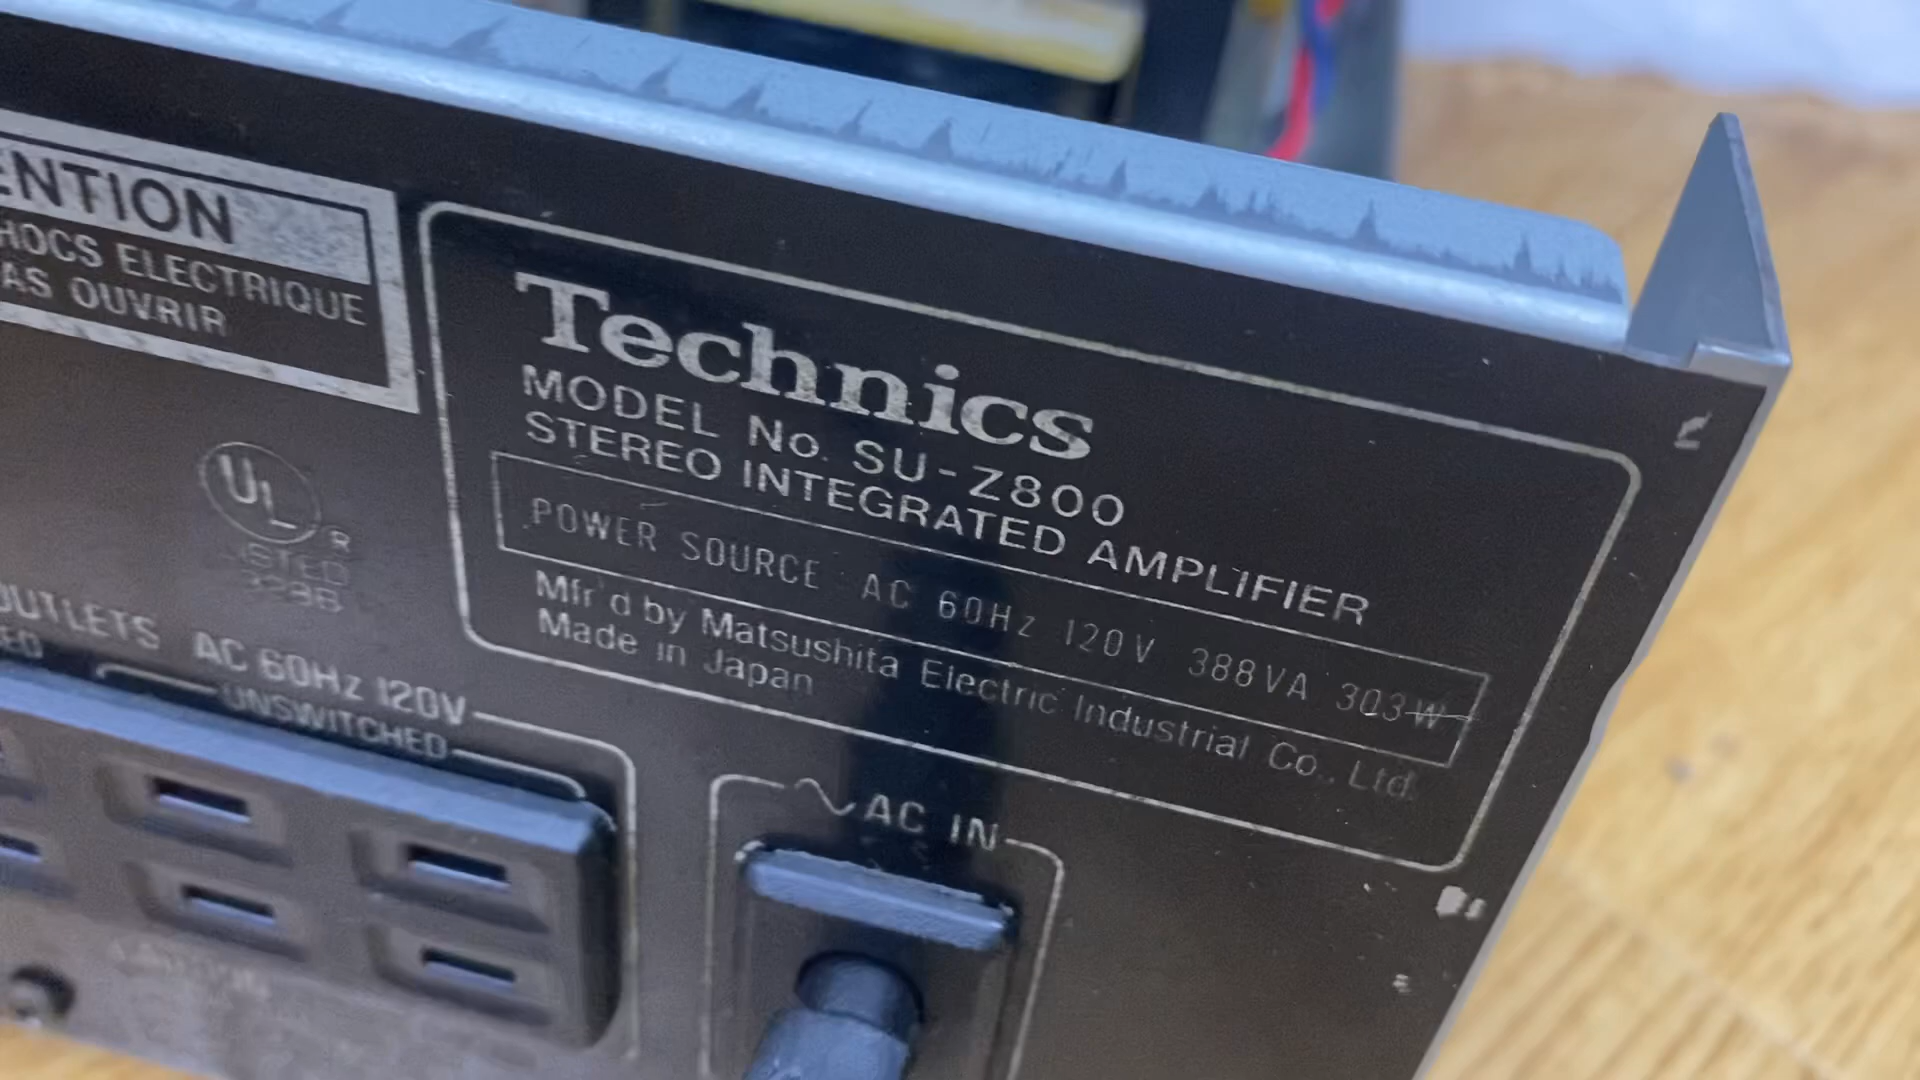 ENTION
HOCS ELECTRIQUE
AS OUVRIR
Technics
MODEL No. SU-Z800
STEREO INTEGRATED AMPLIFIER
POWER SOURCE AC 60Hz 120V 388VA 303W
Mfr'd by Matsushita Electric Industrial Co., Ltd.
Made in Japan
UL R
OUTLETS AC 60Hz 120V
UNSWITCHED
AC IN